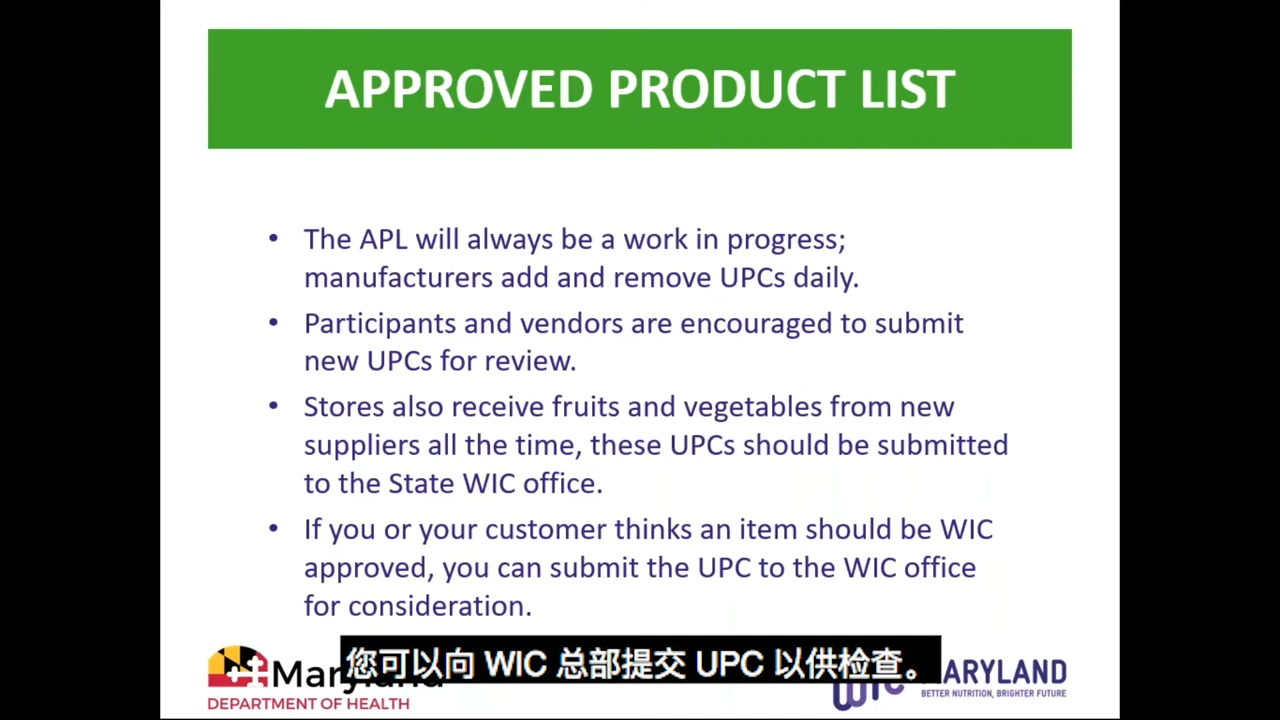 APPROVED PRODUCT LIST
• The APL will always be a work in progress;
manufacturers add and remove UPCs daily.
• Participants and vendors are encouraged to submit
new UPCs for review.
• Stores also receive fruits and vegetables from new
suppliers all the time, these UPCs should be submitted
to the State WIC office.
• If you or your customer thinks an item should be WIC
approved, you can submit the UPC to the WIC office
for consideration.
您可以向 WIC 总部提交 UPC 以供检查。
Maryland
DEPARTMENT OF HEALTH
WIC MARYLAND
BETTER NUTRITION, BRIGHTER FUTURE